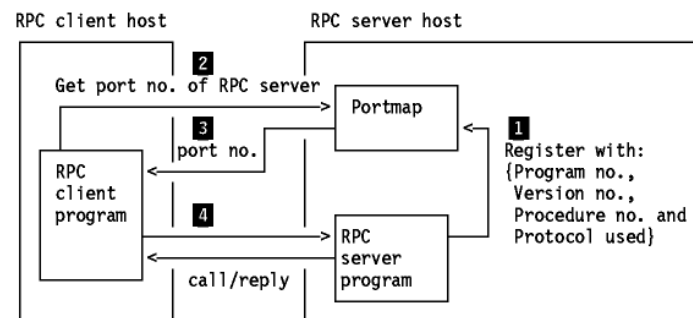 RPC client host
RPC server host
2
Get port no. of RPC server
Portmap
3
port no.
1
Register with:
{Program no.,
Version no.,
Procedure no. and
Protocol used}
RPC
client
program
4
RPC
server
program
call/reply